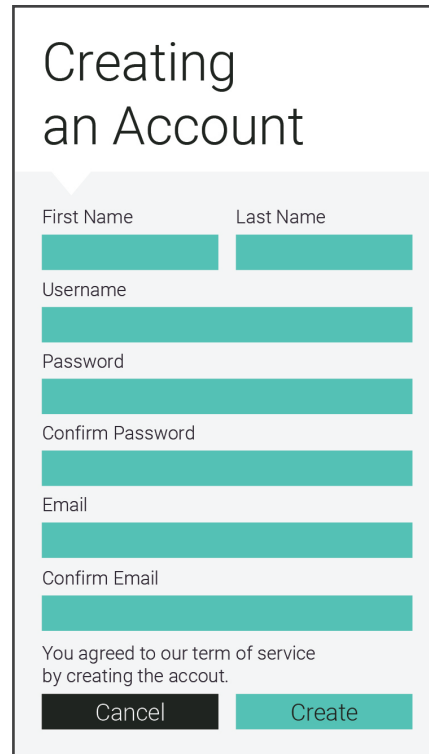 Creating
an Account
First Name Last Name
Username
Password
Confirm Password
Email
Confirm Email
You agreed to our term of service
by creating the accout.
Cancel Create